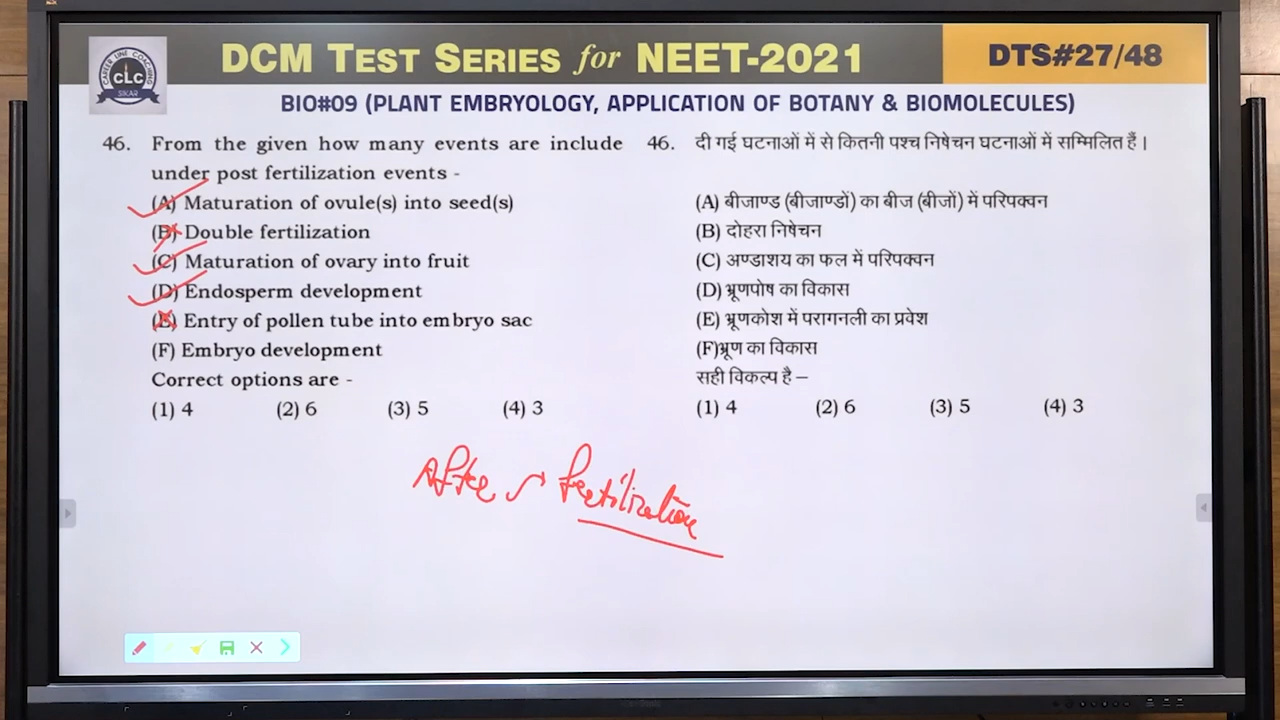 CAREER LINE COACHING
CLC
SIKAR
DCM TEST SERIES for NEET-2021
DTS#27/48
BIO#09 (PLANT EMBRYOLOGY, APPLICATION OF BOTANY & BIOMOLECULES)
46. From the given how many events are include
under post fertilization events -
(A) Maturation of ovule(s) into seed(s)
(B) Double fertilization
(C) Maturation of ovary into fruit
(D) Endosperm development
(E) Entry of pollen tube into embryo sac
(F) Embryo development
Correct options are -
(1) 4 (2) 6 (3) 5 (4) 3
46. दी गई घटनाओं में से कितनी पश्च निषेचन घटनाओं में सम्मिलित हैं।
(A) बीजाण्ड (बीजाण्डों) का बीज (बीजों) में परिपक्वन
(B) दोहरा निषेचन
(C) अण्डाशय का फल में परिपक्वन
(D) भ्रूणपोष का विकास
(E) भ्रूणकोश में परागनली का प्रवेश
(F)भ्रूण का विकास
सही विकल्प है –
(1) 4 (2) 6 (3) 5 (4) 3
After fertilization